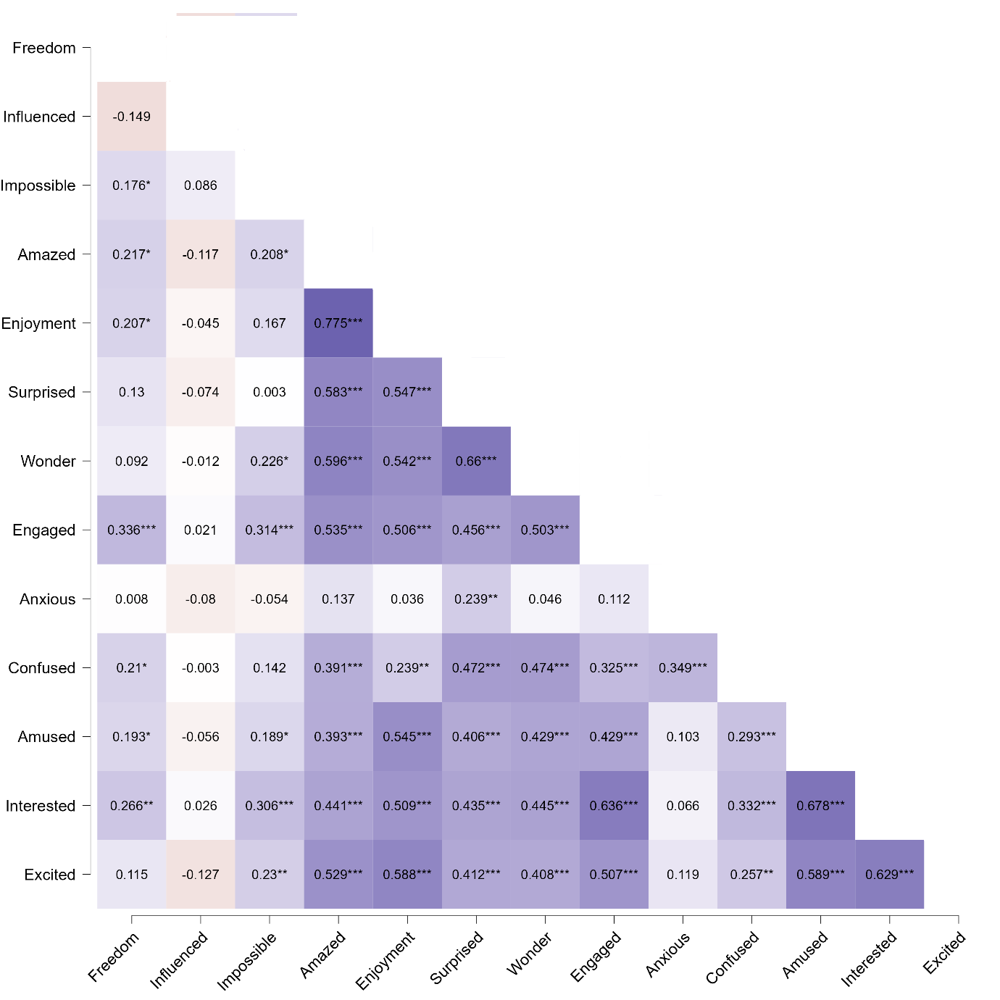 Freedom
Influenced -0.149
Impossible 0.176* 0.086
Amazed 0.217* -0.117 0.208*
Enjoyment 0.207* -0.045 0.167 0.775***
Surprised 0.13 -0.074 0.003 0.583*** 0.547***
Wonder 0.092 -0.012 0.226* 0.596*** 0.542*** 0.66***
Engaged 0.336*** 0.021 0.314*** 0.535*** 0.506*** 0.456*** 0.503***
Anxious 0.008 -0.08 -0.054 0.137 0.036 0.239** 0.046 0.112
Confused 0.21* -0.003 0.142 0.391*** 0.239** 0.472*** 0.474*** 0.325*** 0.349***
Amused 0.193* -0.056 0.189* 0.393*** 0.545*** 0.406*** 0.429*** 0.429*** 0.103 0.293***
Interested 0.266** 0.026 0.306*** 0.441*** 0.509*** 0.435*** 0.445*** 0.636*** 0.066 0.332*** 0.678***
Excited 0.115 -0.127 0.23** 0.529*** 0.588*** 0.412*** 0.408*** 0.507*** 0.119 0.257** 0.589*** 0.629***
Freedom Influenced Impossible Amazed Enjoyment Surprised Wonder Engaged Anxious Confused Amused Interested Excited